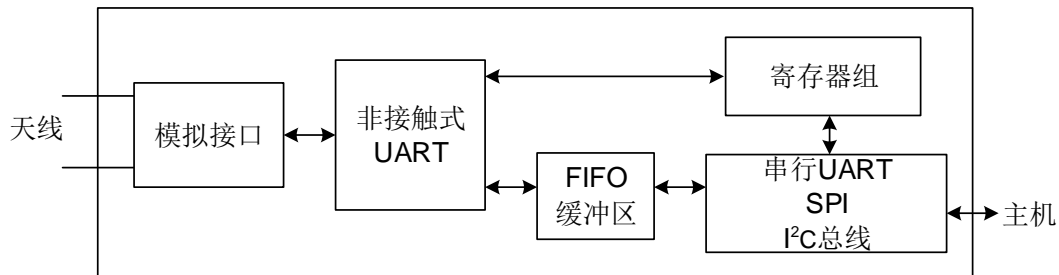 天线
模拟接口
非接触式
UART
FIFO
缓冲区
寄存器组
串行UART
SPI
I²C总线
主机